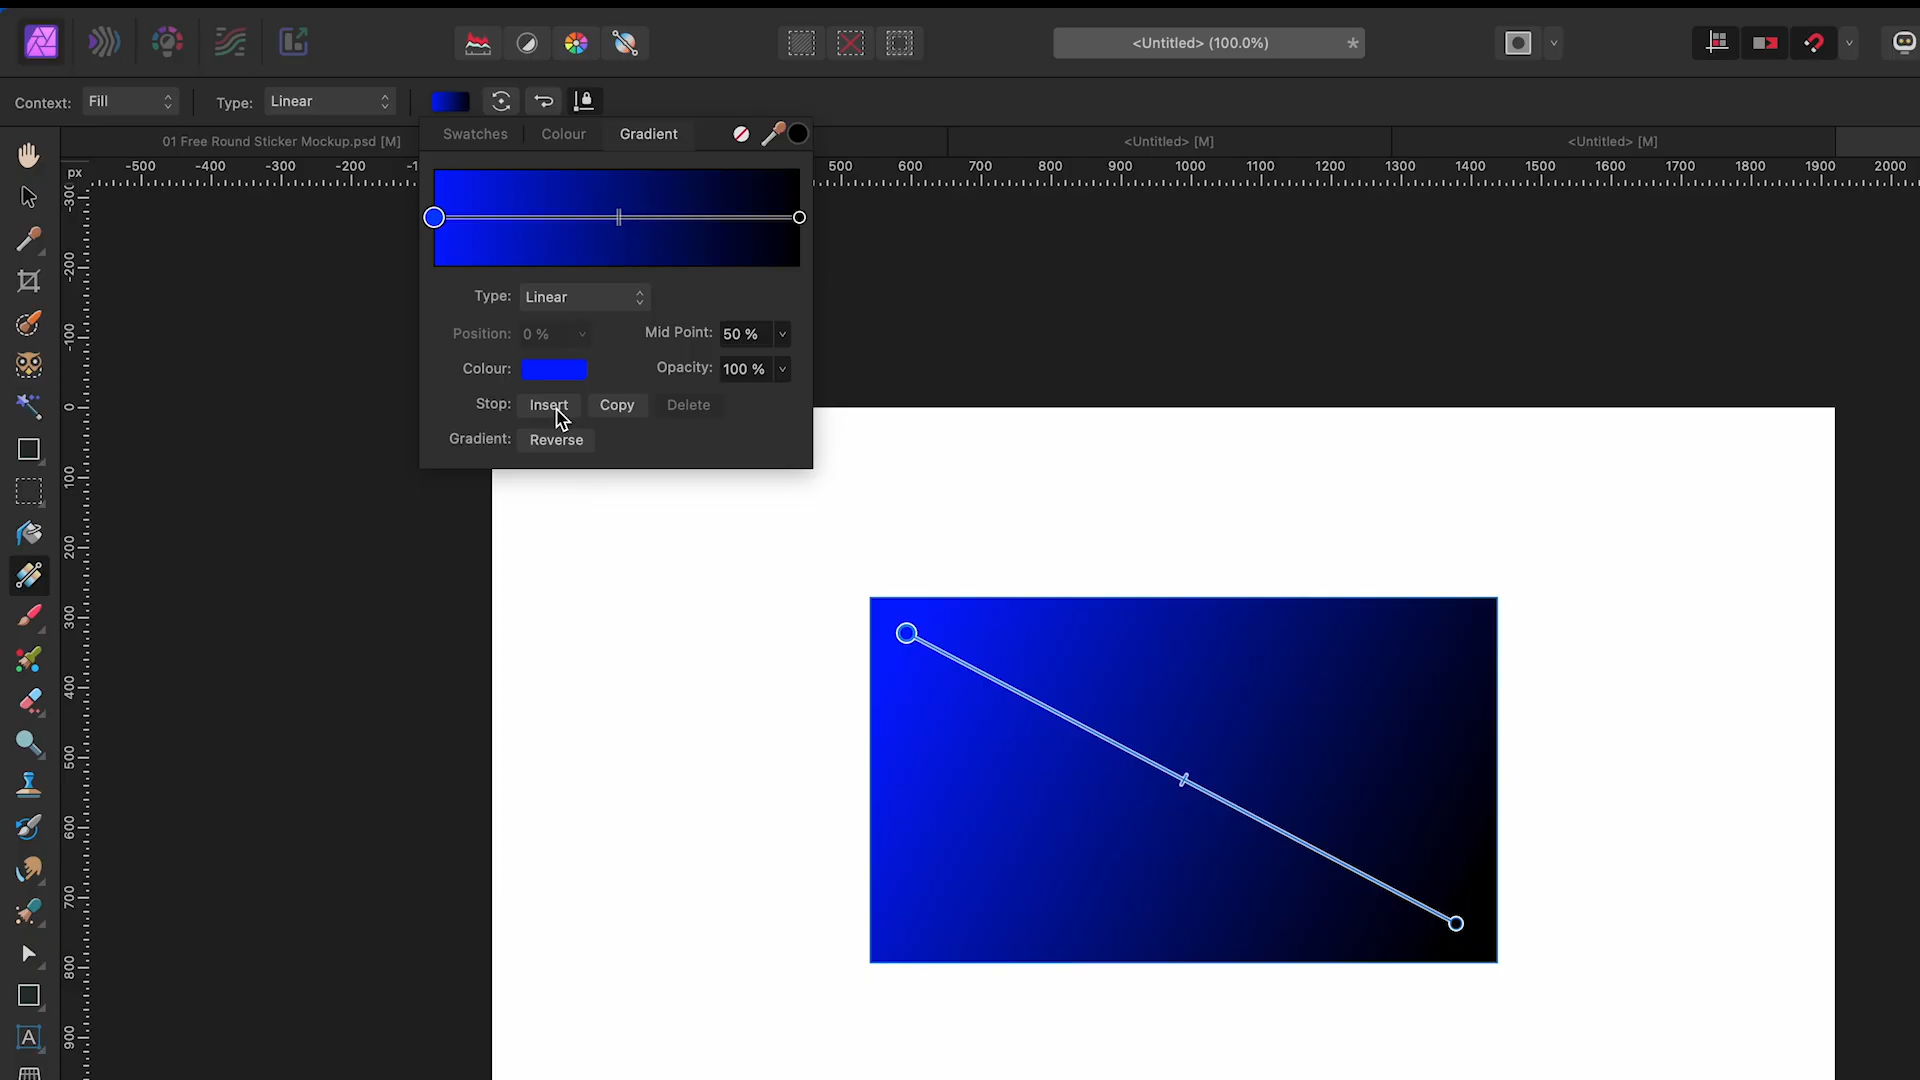 <Untitled> (100.0%)
*
Context: Fill Type: Linear
Swatches Colour Gradient
01 Free Round Sticker Mockup.psd [M] <Untitled> [M] <Untitled> [M]
px -500 -400 -300 -200 -1 500 600 700 800 900 1000 1100 1200 1300 1400 1500 1600 1700 1800 1900 2000
-300
-200
-100
0
100
200
300
400
500
600
700
800
900
Type: Linear
Position: 0 % Mid Point: 50 %
Colour: Opacity: 100 %
Stop: Insert Copy Delete
Gradient: Reverse
A